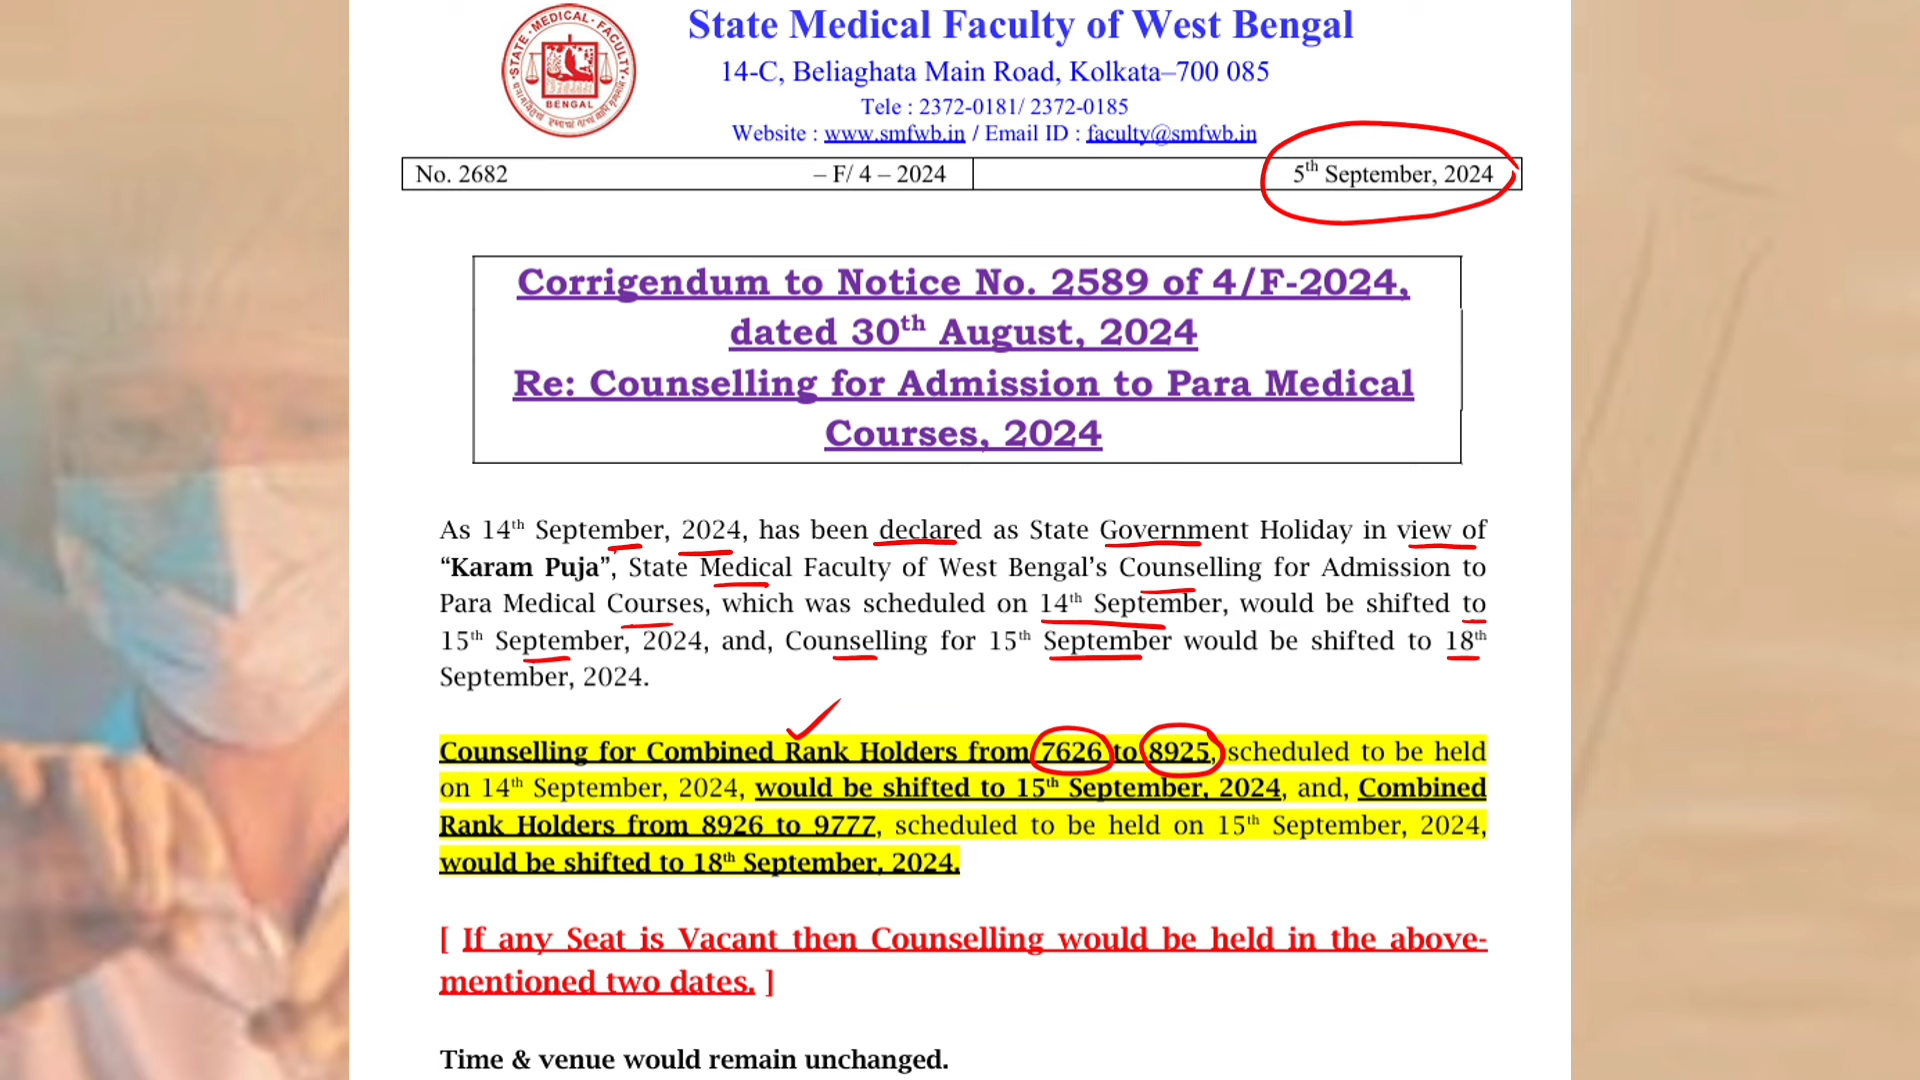 STATE · MEDICAL · FACULTY
BENGAL
State Medical Faculty of West Bengal
14-C, Beliaghata Main Road, Kolkata–700 085
Tele : 2372-0181/ 2372-0185
Website : www.smfwb.in / Email ID : faculty@smfwb.in
No. 2682 – F/ 4 – 2024 5th September, 2024
Corrigendum to Notice No. 2589 of 4/F-2024,
dated 30th August, 2024
Re: Counselling for Admission to Para Medical
Courses, 2024
As 14th September, 2024, has been declared as State Government Holiday in view of
“Karam Puja”, State Medical Faculty of West Bengal’s Counselling for Admission to
Para Medical Courses, which was scheduled on 14th September, would be shifted to
15th September, 2024, and, Counselling for 15th September would be shifted to 18th
September, 2024.
Counselling for Combined Rank Holders from 7626 to 8925, scheduled to be held
on 14th September, 2024, would be shifted to 15th September, 2024, and, Combined
Rank Holders from 8926 to 9777, scheduled to be held on 15th September, 2024,
would be shifted to 18th September, 2024.
[ If any Seat is Vacant then Counselling would be held in the above-
mentioned two dates. ]
Time & venue would remain unchanged.